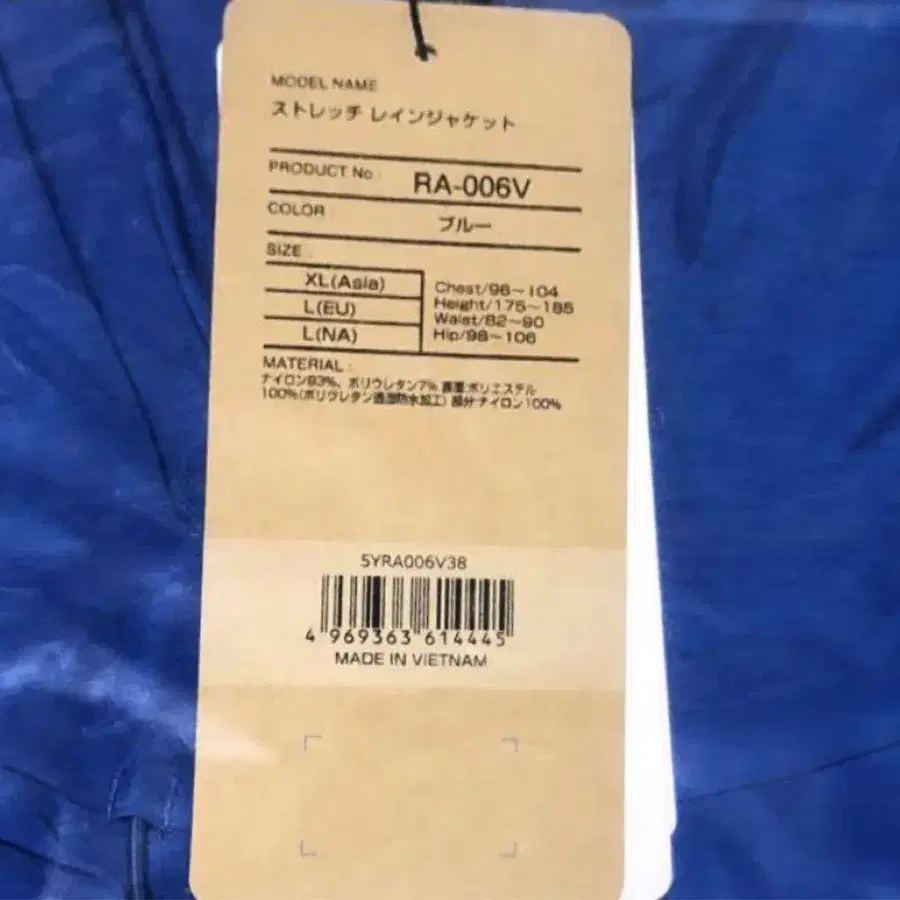 MODEL NAME
ストレッチ レインジャケット
PRODUCT No : RA-006V
COLOR ブルー
SIZE :
XL(Asia)
L(EU)
L(NA)
Chest/96~104
Height/175~185
Waist/82~90
Hip/98~106
MATERIAL :
ナイロン93%、ポリウレタン7% 裏面:ポリエステル
100%(ポリウレタン透湿防水加工) 部分:ナイロン100%
5YRA006V38
4 969363 614445
MADE IN VIETNAM